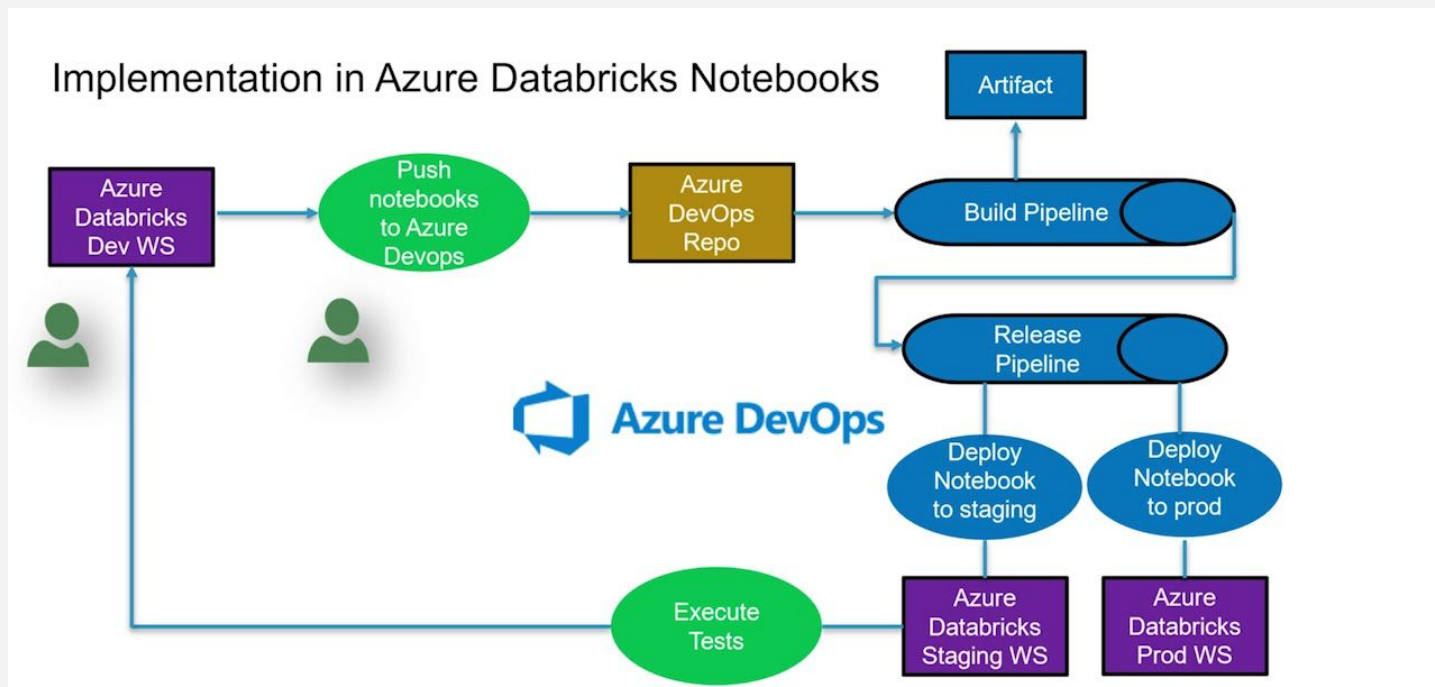 Implementation in Azure Databricks Notebooks
Artifact
Azure
Databricks
Dev WS
Push
notebooks
to Azure
Devops
Azure
DevOps
Repo
Build Pipeline
Release
Pipeline
Azure DevOps
Deploy
Notebook
to staging
Deploy
Notebook
to prod
Execute
Tests
Azure
Databricks
Staging WS
Azure
Databricks
Prod WS